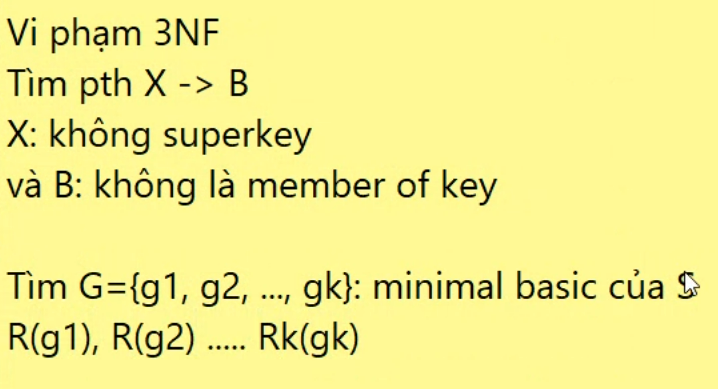 Vi phạm 3NF
Tìm pth X -> B
X: không superkey
và B: không là member of key
Tìm G={g1, g2, ..., gk}: minimal basic của S
R(g1), R(g2) ..... Rk(gk)